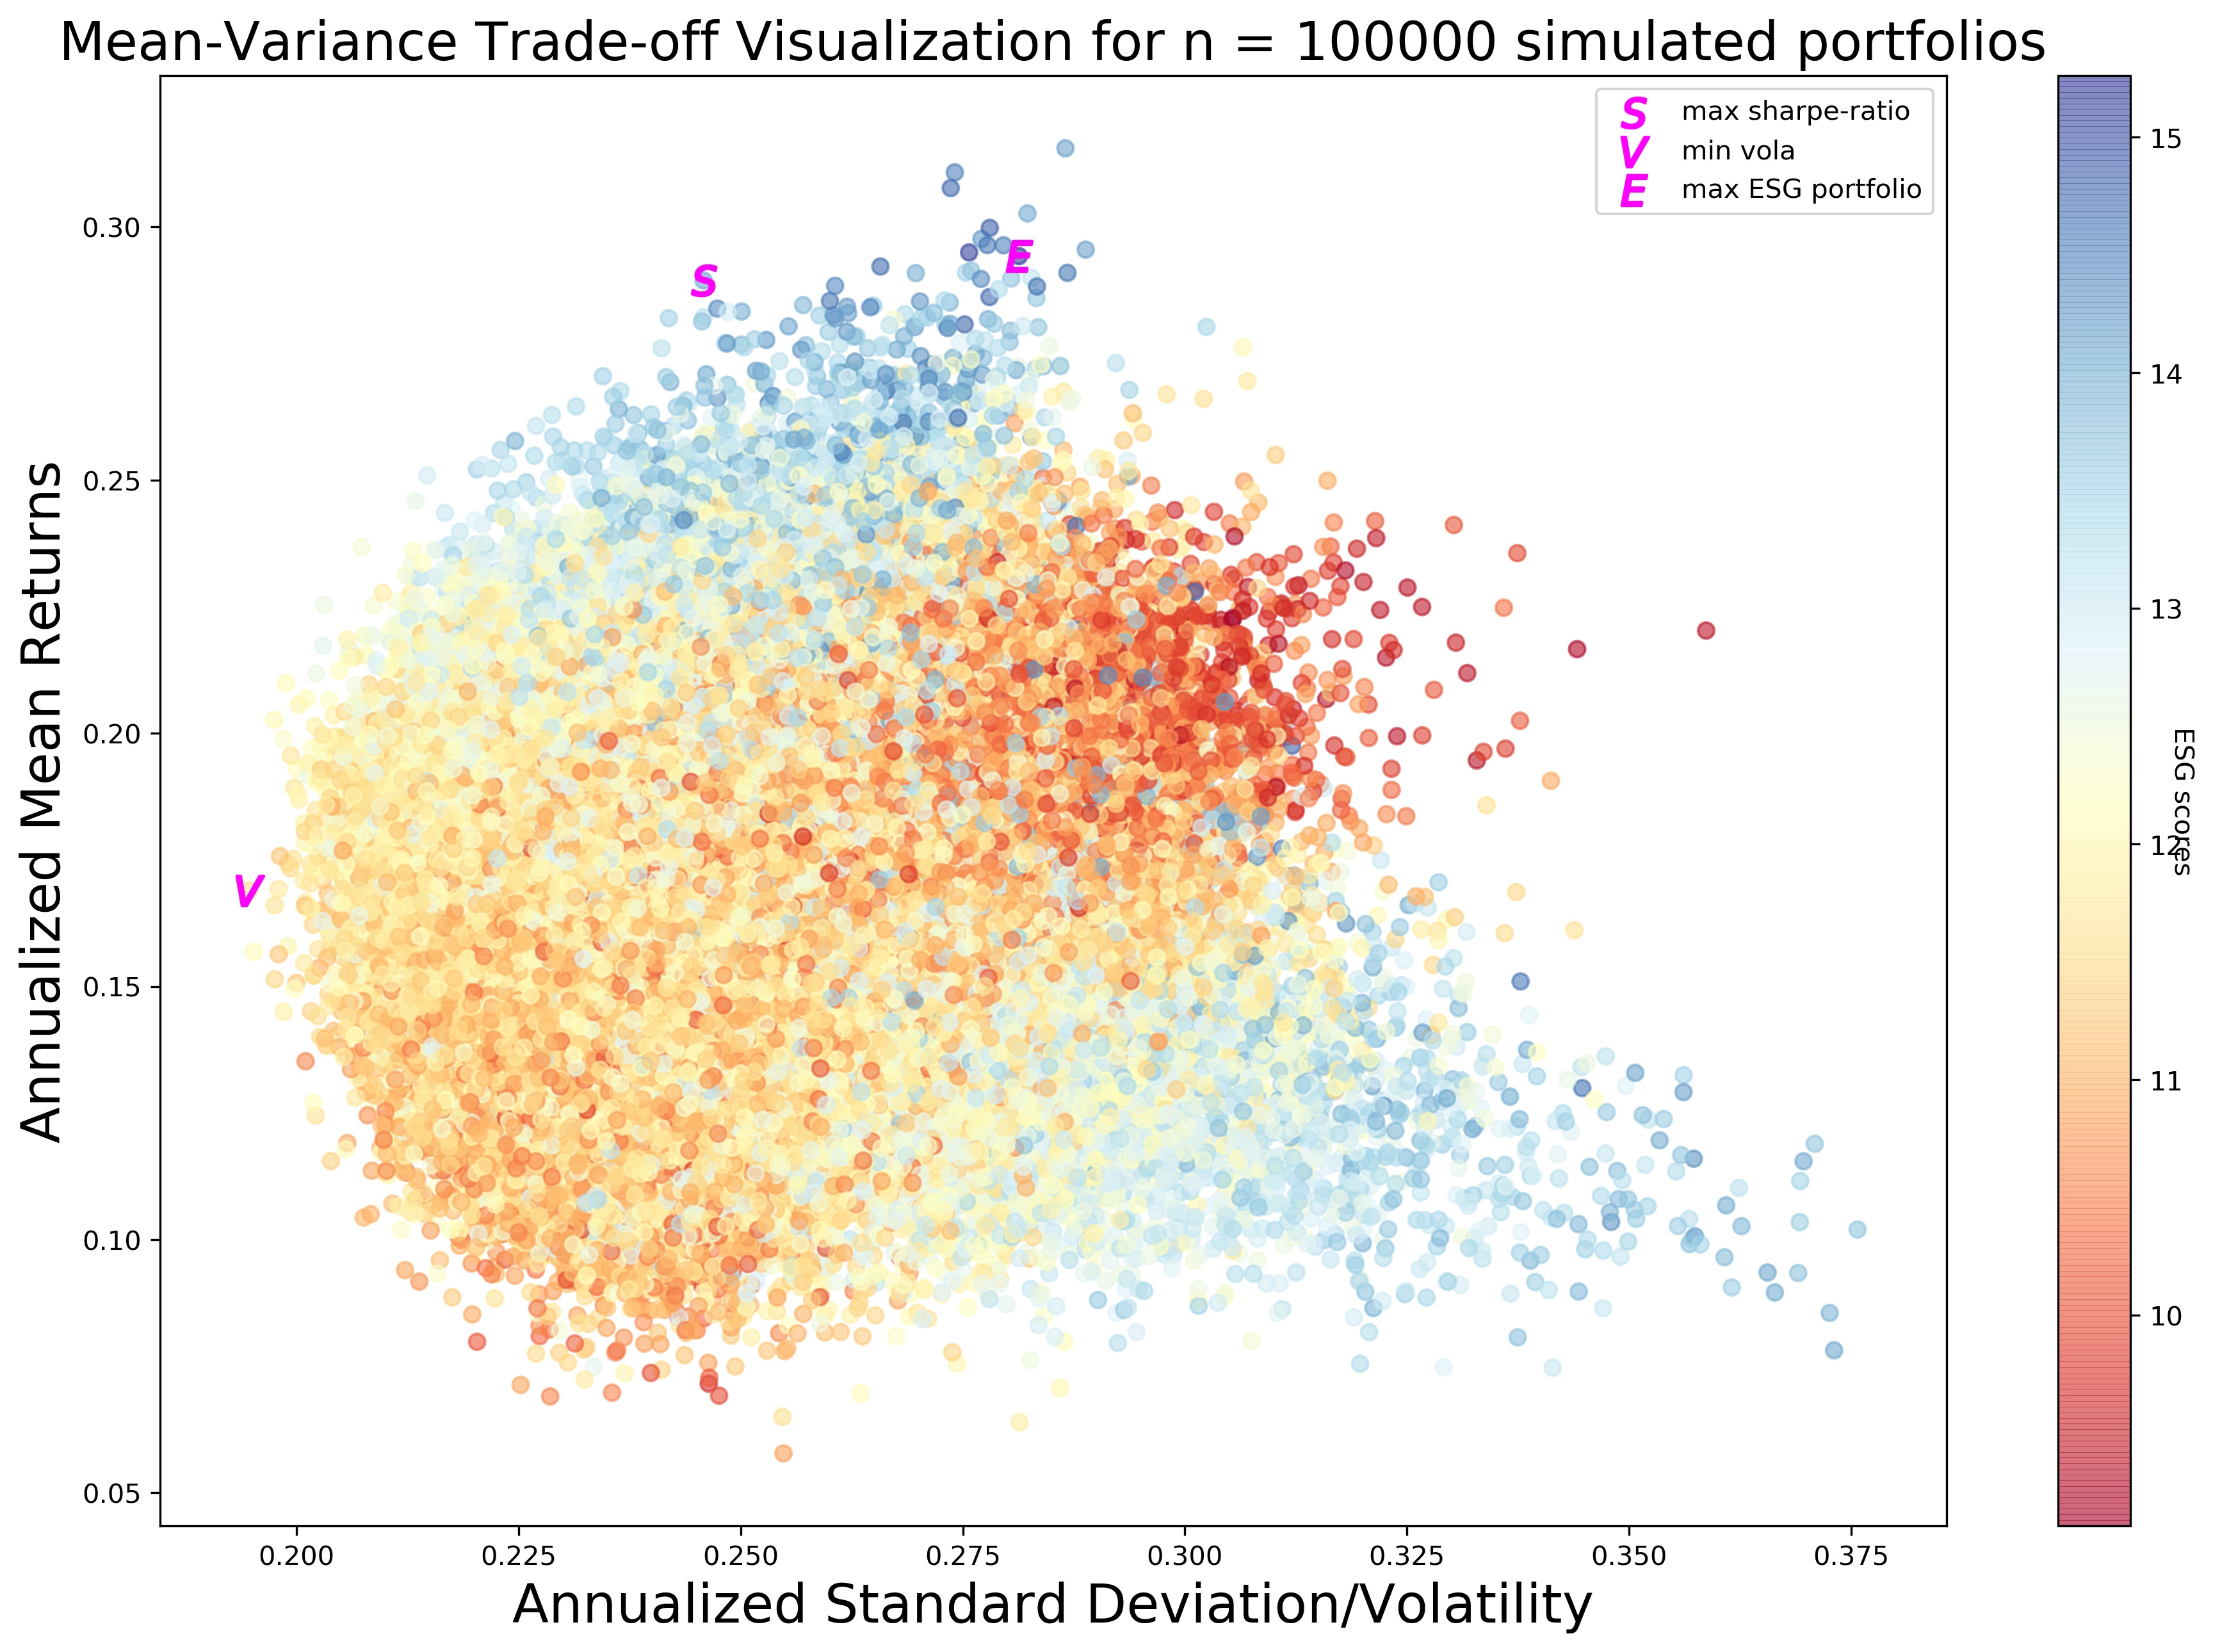 Mean-Variance Trade-off Visualization for n = 100000 simulated portfolios
S max sharpe-ratio
V min vola
E max ESG portfolio
S
E
V
Annualized Mean Returns
0.30
0.25
0.20
0.15
0.10
0.05
0.200 0.225 0.250 0.275 0.300 0.325 0.350 0.375
Annualized Standard Deviation/Volatility
15
14
13
12
11
10
ESG scores